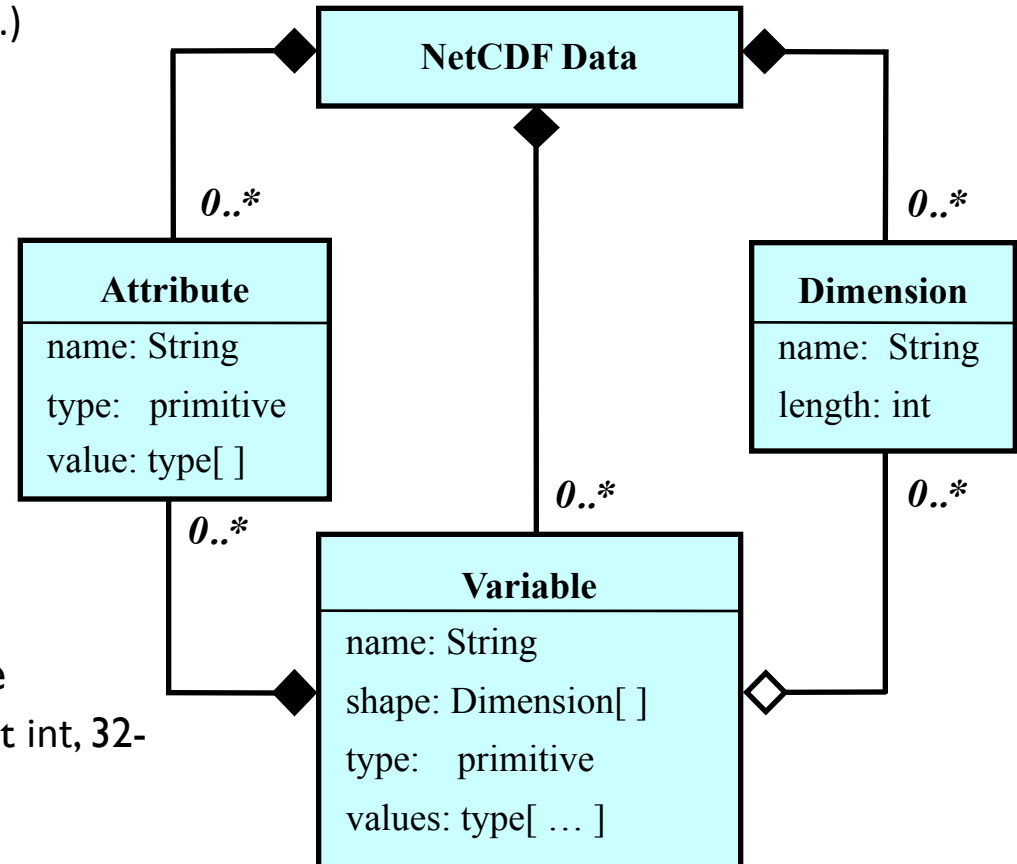 .)
NetCDF Data
0..*
0..*
Attribute
name: String
type: primitive
value: type[ ]
Dimension
name: String
length: int
0..*
0..*
0..*
Variable
name: String
shape: Dimension[ ]
type: primitive
values: type[ … ]
e
t int, 32-